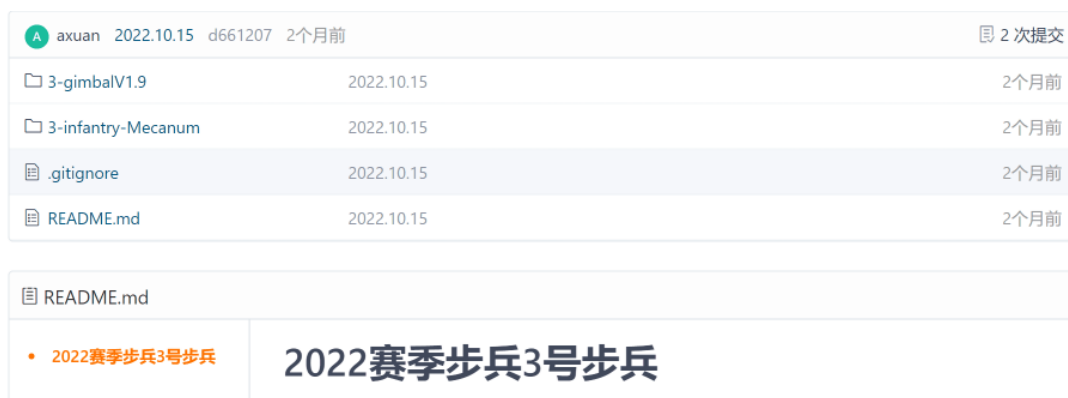 A axuan 2022.10.15 d661207 2个月前 2 次提交
3-gimbalV1.9 2022.10.15 2个月前
3-infantry-Mecanum 2022.10.15 2个月前
.gitignore 2022.10.15 2个月前
README.md 2022.10.15 2个月前
README.md
• 2022赛季步兵3号步兵
2022赛季步兵3号步兵